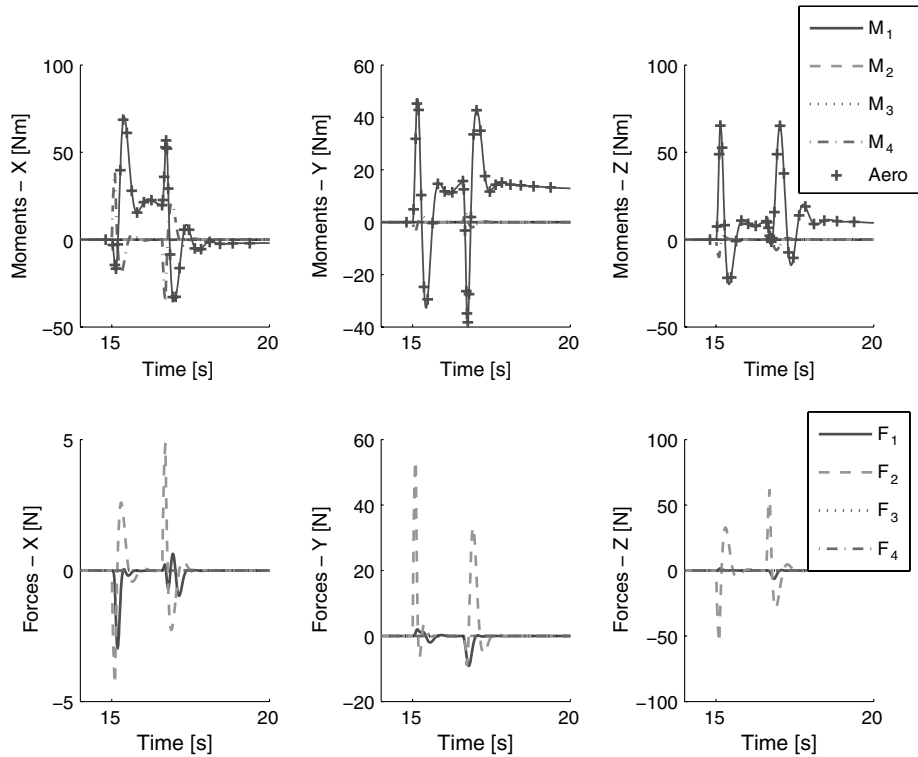 100
50
0
−50
15
20
Moments − X [Nm]
Time [s]
60
40
20
0
−20
−40
15
20
Moments − Y [Nm]
Time [s]
100
50
0
−50
15
20
Moments − Z [Nm]
Time [s]
M1
M2
M3
M4
Aero
5
0
−5
15
20
Forces − X [N]
Time [s]
60
40
20
0
−20
15
20
Forces − Y [N]
Time [s]
100
50
0
−50
−100
15
20
Forces − Z [N]
Time [s]
F1
F2
F3
F4